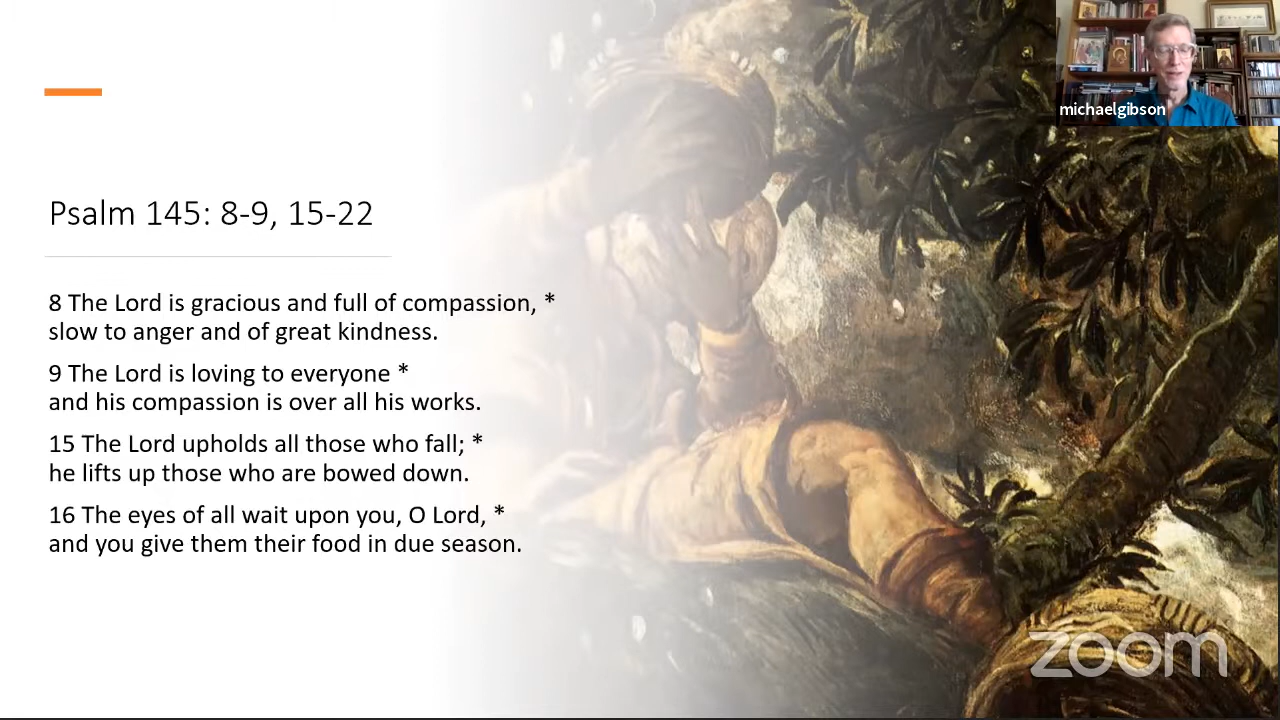 michaelgibson
Psalm 145: 8-9, 15-22
8 The Lord is gracious and full of compassion, *
slow to anger and of great kindness.
9 The Lord is loving to everyone *
and his compassion is over all his works.
15 The Lord upholds all those who fall; *
he lifts up those who are bowed down.
16 The eyes of all wait upon you, O Lord, *
and you give them their food in due season.
zoom